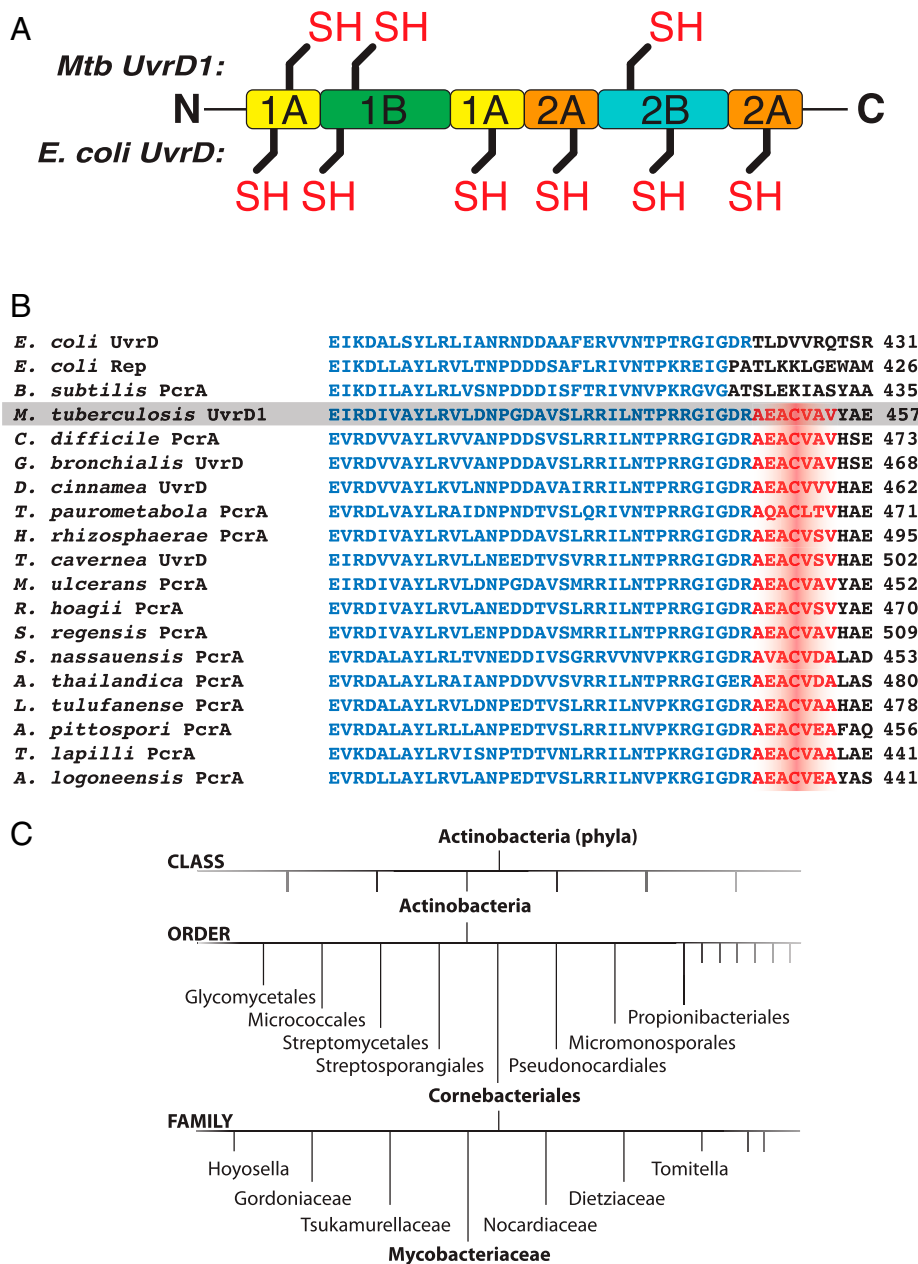 A
SH SH SH
Mtb UvrD1:
N 1A 1B 1A 2A 2B 2A C
E. coli UvrD:
SH SH SH SH SH SH
B
E. coli UvrD EIKDALSYLRLIANRNDDAAFERVVNTPTRGIGDRTLDVVRQTSR 431
E. coli Rep EIKDLLAYLRVLTNPDDDSAFLRIVNTPKREIGPATLKKLGEWAM 426
B. subtilis PcrA EIKDILAYLRLVSNPDDDISFTRIVNVPKRGVGATSLEKIASYAA 435
M. tuberculosis UvrD1 EIRDIVAYLRVLDNPGDAVSLRRILNTPRRGIGDRAEACVAVYAE 457
C. difficile PcrA EVRDVVAYLRVVANPDDSVSLRRILNTPRRGIGDRAEACVAVHSE 473
G. bronchialis UvrD EVRDVVAYLRVVANPDDAVSLRRILNTPRRGIGDRAEACVAVHSE 468
D. cinnamea UvrD EVRDVVAYLKVLNNPDDAVAIRRILNTPRRGIGDRAEACVVVHAE 462
T. paurometabola PcrA EVRDLVAYLRAIDNPNDTVSLQRIVNTPRRGIGDRAQACLTVHAE 471
H. rhizosphaerae PcrA EVRDIVAYLRVLANPDDTVSLRRILNTPRRGIGDRAEACVSVHAE 495
T. cavernea UvrD EIRDVVAYLRVLLNEEDTVSVRRILNTPRRGIGDRAEACVSVHAE 502
M. ulcerans PcrA EIRDIVAYLRVLDNPGDAVSMRRILNTPRRGIGDRAEACVAVYAE 452
R. hoagii PcrA EVRDIVAYLRVLANEDDTVSLRRILNTPRRGIGDRAEACVSVYAE 470
S. regensis PcrA EVRDIVAYLRVLENPDDAVSMRRILNTPRRGIGDRAEACVAVHAE 509
S. nassauensis PcrA EVRDALAYLRLTVNEDDIVSGRRVVNVPKRGIGDRAVACVDALAD 453
A. thailandica PcrA EVRDALAYLRAIANPDDVVSVRRILNTPKRGIGERAEACVDALAS 480
L. tulufanense PcrA EVRDALAYLRVLDNPEDTVSLRRILNTPKRGIGDRAEACVAAHAE 478
A. pittospori PcrA EVRDALAYLRLLANPEDTVSLRRILNVPKRGIGDRAEACVEAFAQ 456
T. lapilli PcrA EVKDALAYLRVISNPTDTVNLRRILNTPKRGIGDRAEACVAALAE 441
A. logoneensis PcrA EVRDLLAYLRVLANPEDTVSLRRILNVPKRGIGDRAEACVEAYAS 441
C
Actinobacteria (phyla)
CLASS
Actinobacteria
ORDER
Glycomycetales
Propionibacteriales
Micrococcales
Streptomycetales Micromonosporales
Streptosporangiales Pseudonocardiales
Cornebacteriales
FAMILY
Hoyosella Tomitella
Gordoniaceae Dietziaceae
Tsukamurellaceae Nocardiaceae
Mycobacteriaceae